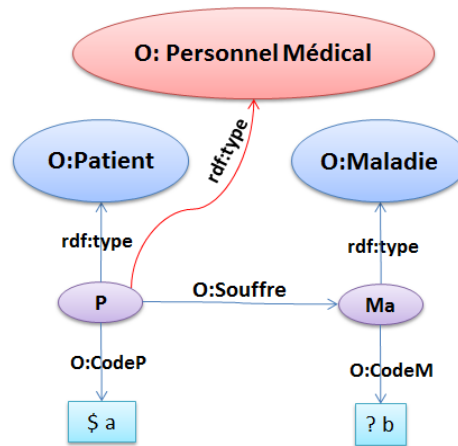 O: Personnel Médical
O:Patient
O:Maladie
rdf:type
rdf:type
rdf:type
P
O:Souffre
Ma
O:CodeP
O:CodeM
$ a
? b